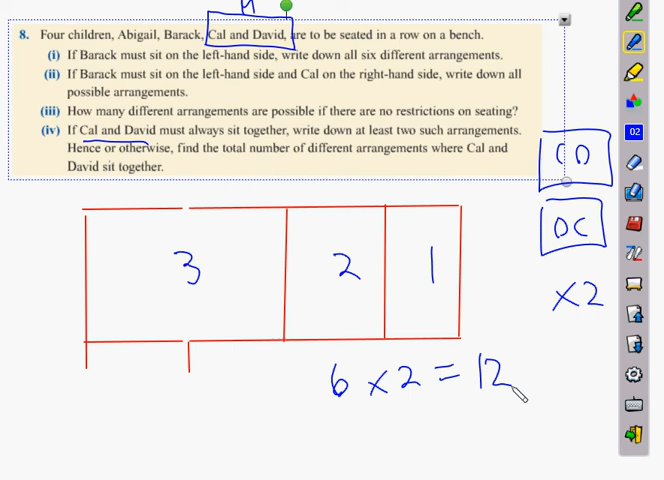 M
8. Four children, Abigail, Barack, Cal and David, are to be seated in a row on a bench.
(i) If Barack must sit on the left-hand side, write down all six different arrangements.
(ii) If Barack must sit on the left-hand side and Cal on the right-hand side, write down all
possible arrangements.
(iii) How many different arrangements are possible if there are no restrictions on seating?
(iv) If Cal and David must always sit together, write down at least two such arrangements.
Hence or otherwise, find the total number of different arrangements where Cal and
David sit together.
02
CD
DC
3 2 1
×2
6 × 2 = 12